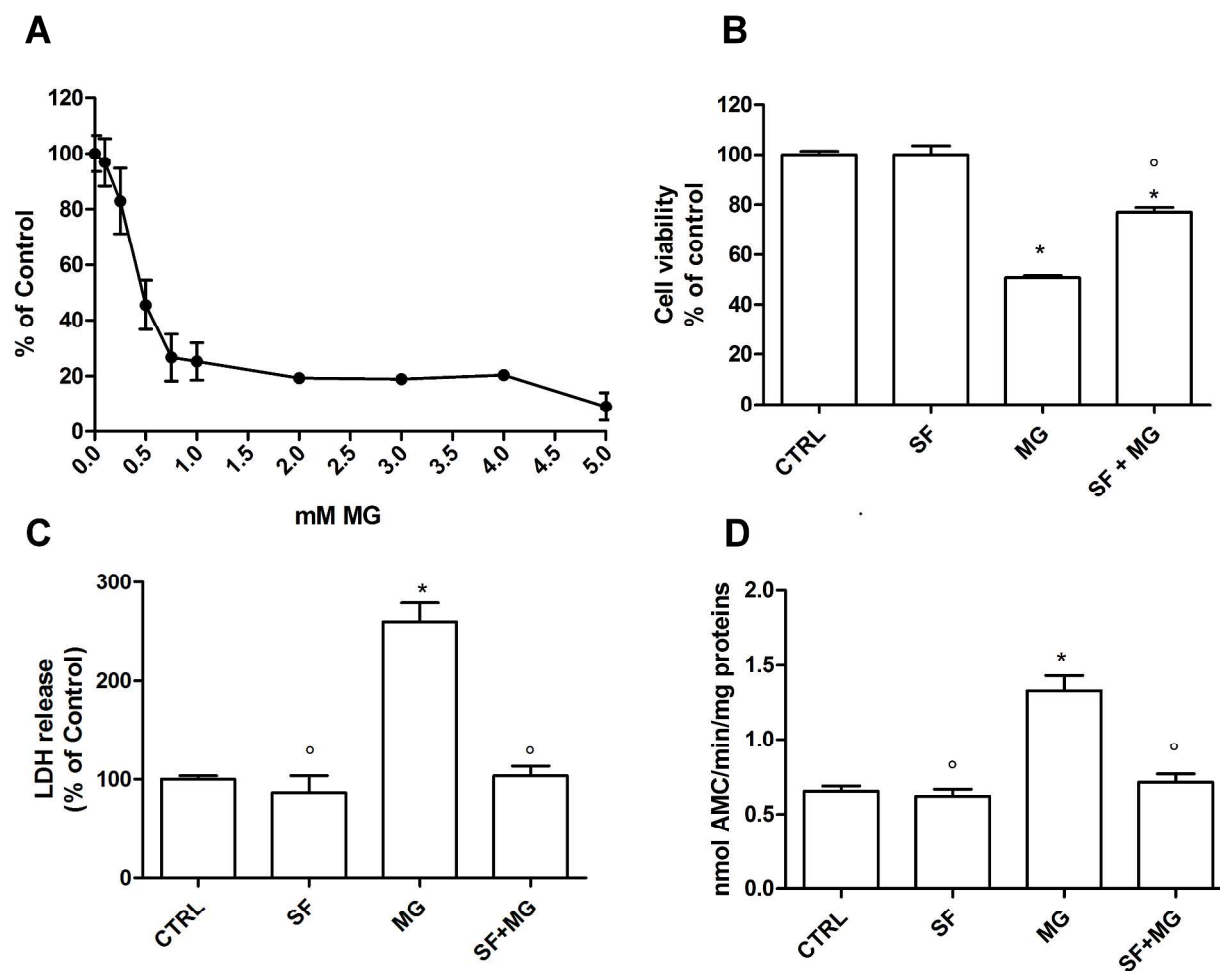 A
120
100
80
60
40
20
0
% of Control
0.0
0.5
1.0
1.5
2.0
2.5
3.0
3.5
4.0
4.5
5.0
mM MG
B
120
100
80
60
40
20
0
Cell viability
% of control
*
°
*
CTRL
SF
MG
SF + MG
C
300
200
100
0
LDH release
(% of Control)
°
*
°
CTRL
SF
MG
SF+MG
D
2.0
1.5
1.0
0.5
0.0
nmol AMC/min/mg proteins
°
*
°
CTRL
SF
MG
SF+MG